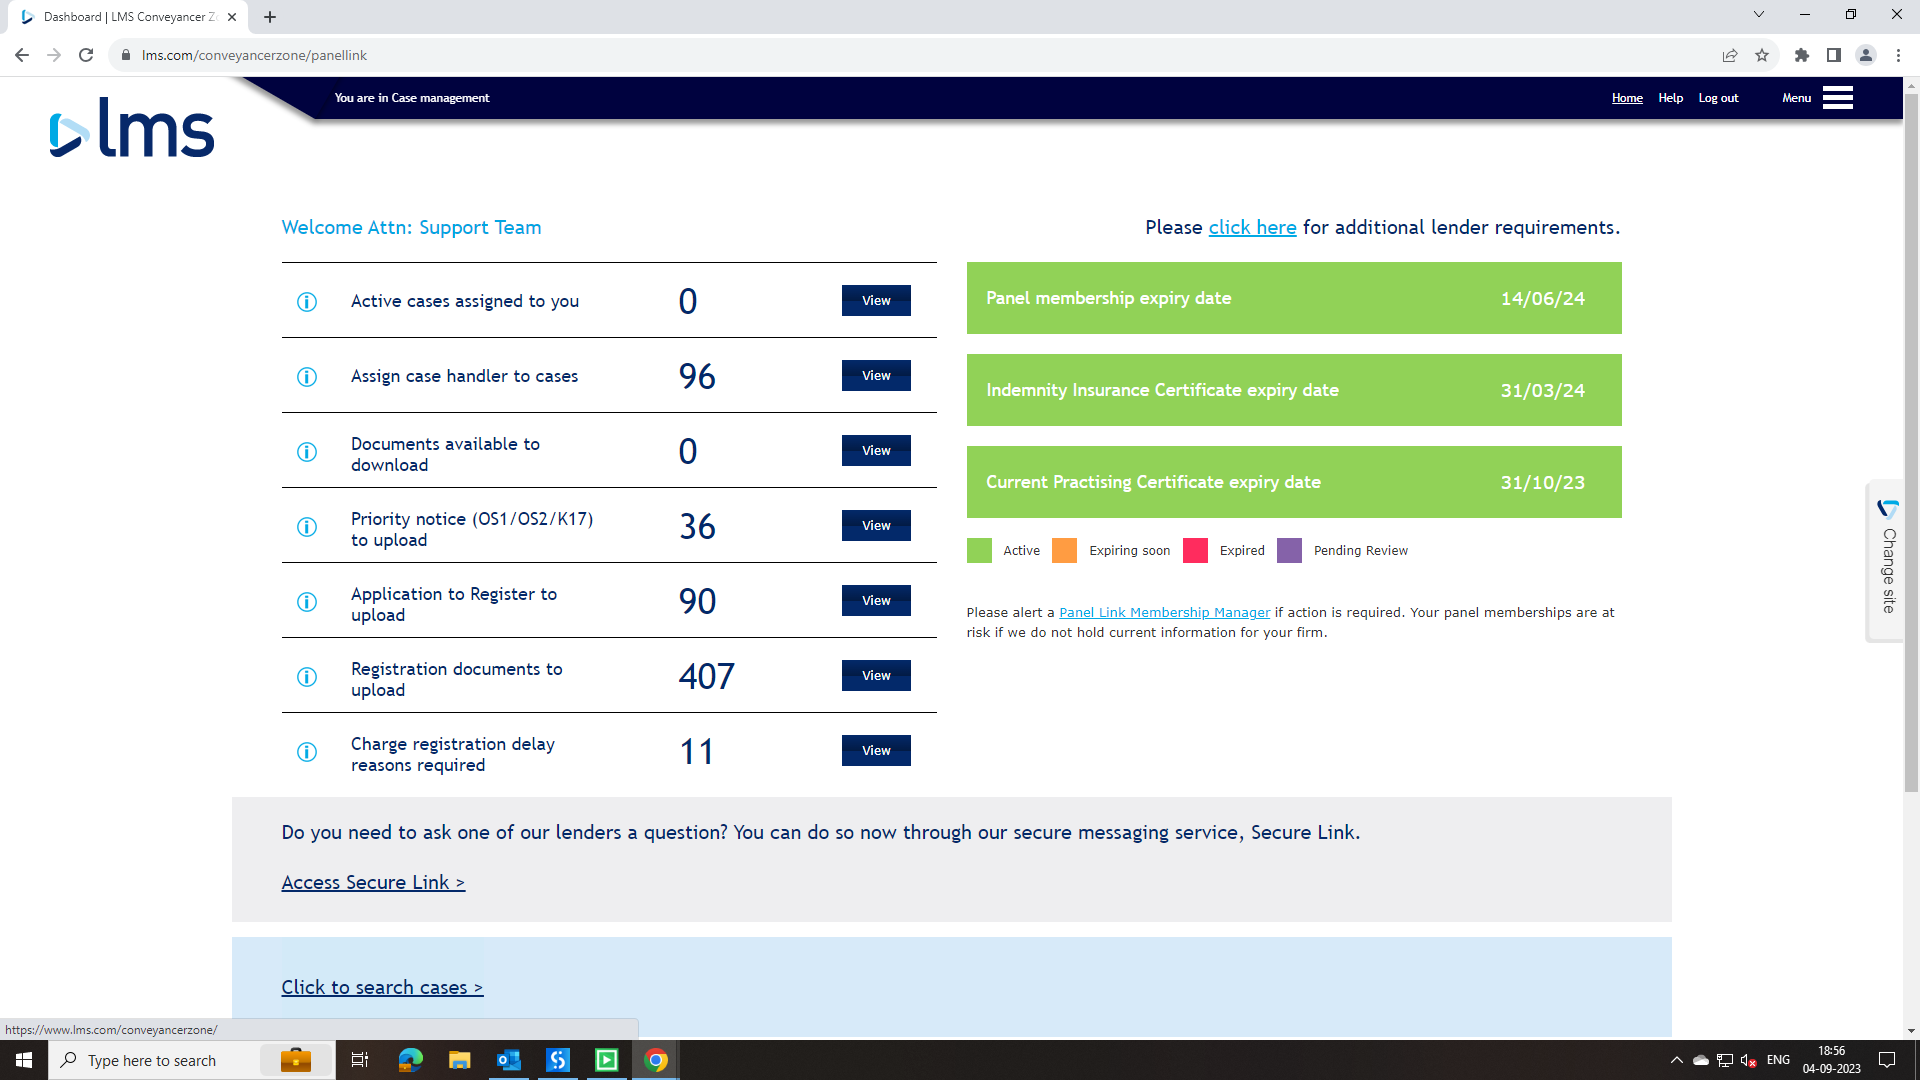 Dashboard | LMS Conveyancer Zo
lms.com/conveyancerzone/panellink
You are in Case management
Home Help Log out Menu
lms
Welcome Attn: Support Team
Please click here for additional lender requirements.
Active cases assigned to you 0 View
Assign case handler to cases 96 View
Documents available to
download
0 View
Priority notice (OS1/OS2/K17)
to upload
36 View
Application to Register to
upload
90 View
Registration documents to
upload
407 View
Charge registration delay
reasons required
11 View
Panel membership expiry date 14/06/24
Indemnity Insurance Certificate expiry date 31/03/24
Current Practising Certificate expiry date 31/10/23
Active Expiring soon Expired Pending Review
Please alert a Panel Link Membership Manager if action is required. Your panel memberships are at
risk if we do not hold current information for your firm.
Change site
Do you need to ask one of our lenders a question? You can do so now through our secure messaging service, Secure Link.
Access Secure Link >
Click to search cases >
https://www.lms.com/conveyancerzone/
Type here to search
ENG
18:56
04-09-2023